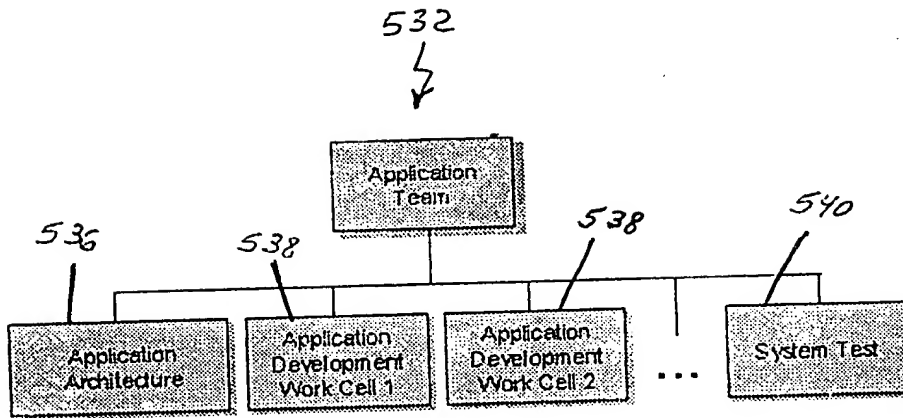 532
Application
Team
536
538
538
540
Application
Architecture
Application
Development
Work Cell 1
Application
Development
Work Cell 2
...
System Test